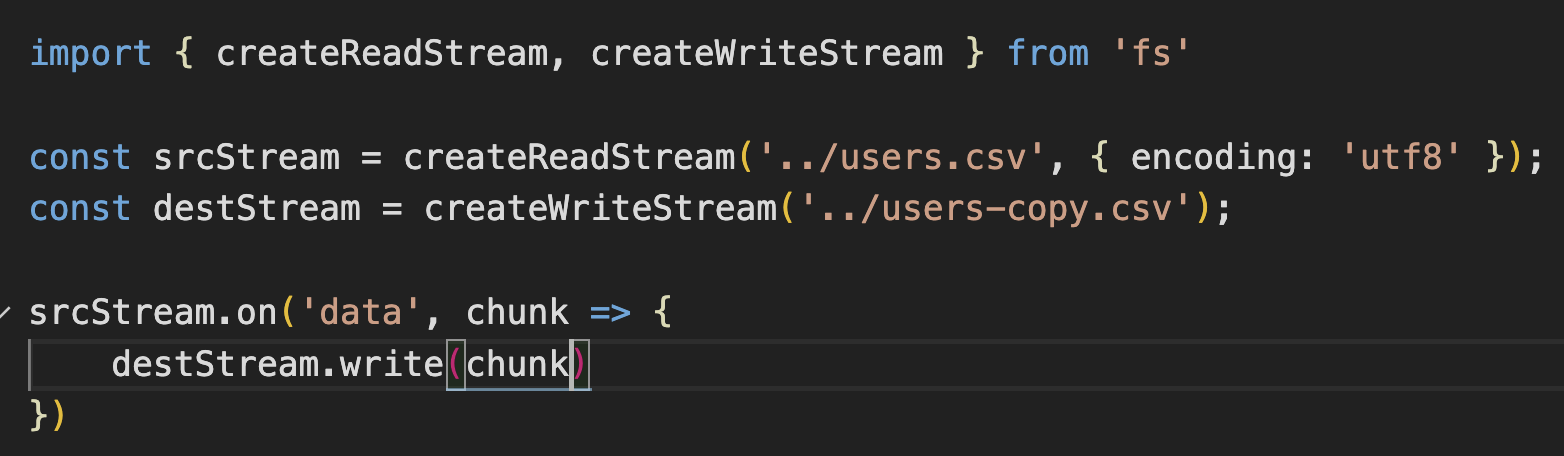 import { createReadStream, createWriteStream } from 'fs'
const srcStream = createReadStream('../users.csv', { encoding: 'utf8' });
const destStream = createWriteStream('../users-copy.csv');
srcStream.on('data', chunk => {
    destStream.write(chunk)
})